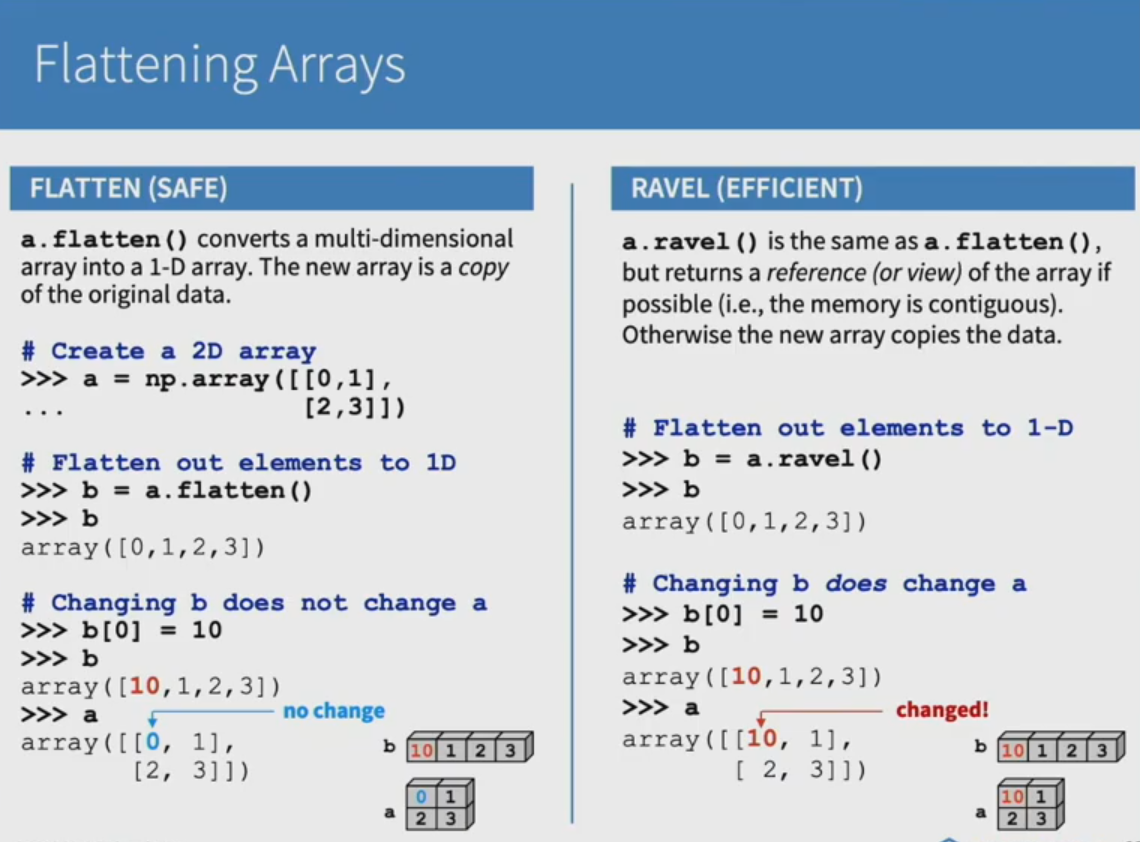 Flattening Arrays
FLATTEN (SAFE)
a.flatten() converts a multi-dimensional
array into a 1-D array. The new array is a copy
of the original data.
# Create a 2D array
>>> a = np.array([[0,1],
...                  [2,3]])
# Flatten out elements to 1D
>>> b = a.flatten()
>>> b
array([0,1,2,3])
# Changing b does not change a
>>> b[0] = 10
>>> b
array([10,1,2,3])
>>> a
no change
array([[0, 1],
       [2, 3]])
b 10 1 2 3
a 0 1
2 3
RAVEL (EFFICIENT)
a.ravel() is the same as a.flatten(),
but returns a reference (or view) of the array if
possible (i.e., the memory is contiguous).
Otherwise the new array copies the data.
# Flatten out elements to 1-D
>>> b = a.ravel()
>>> b
array([0,1,2,3])
# Changing b does change a
>>> b[0] = 10
>>> b
array([10,1,2,3])
>>> a
changed!
array([[10, 1],
       [ 2, 3]])
b 10 1 2 3
a 10 1
2 3